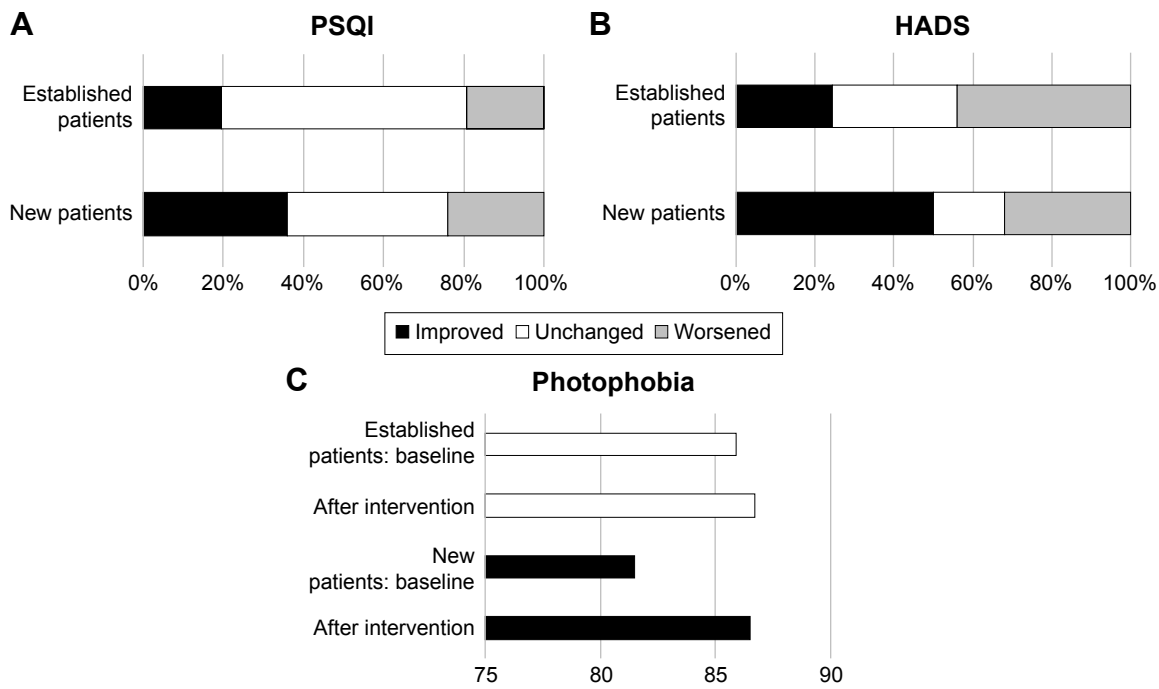 A
PSQI
Established
patients
New patients
0%
20%
40%
60%
80%
100%
B
HADS
Established
patients
New patients
0%
20%
40%
60%
80%
100%
Improved
Unchanged
Worsened
C
Photophobia
Established
patients: baseline
After intervention
New
patients: baseline
After intervention
75
80
85
90